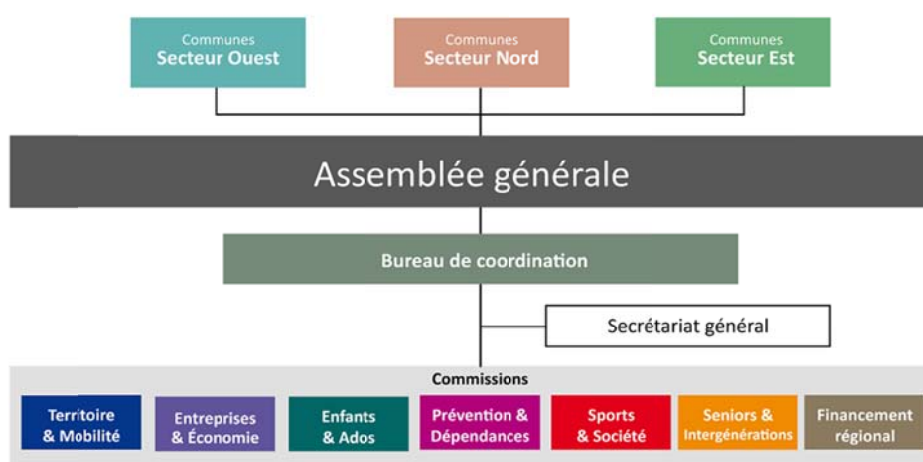 Communes
Secteur Ouest
Communes
Secteur Nord
Communes
Secteur Est
Assemblée générale
Bureau de coordination
Secrétariat général
Commissions
Territoire
& Mobilité
Entreprises
& Économie
Enfants
& Ados
Prévention &
Dépendances
Sports
& Société
Seniors &
Intergénérations
Financement
régional